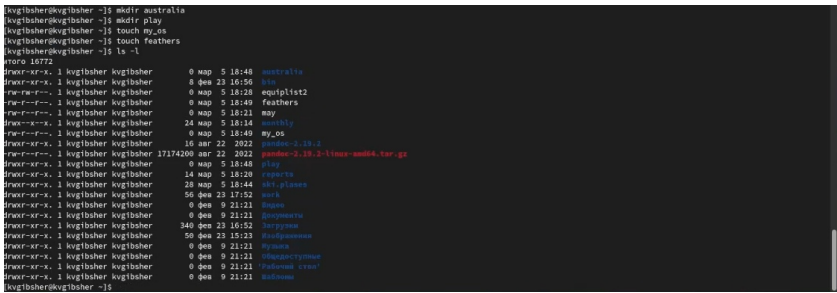 [kvgibsher@kvgibsher ~]$ mkdir australia
[kvgibsher@kvgibsher ~]$ mkdir play
[kvgibsher@kvgibsher ~]$ touch my_os
[kvgibsher@kvgibsher ~]$ touch feathers
[kvgibsher@kvgibsher ~]$ ls -l
итого 16772
drwxr-xr-x. 1 kvgibsher kvgibsher 0 мар 5 18:48 australia
drwxr-xr-x. 1 kvgibsher kvgibsher 8 фев 23 16:56 bin
-rw-rw-r--. 1 kvgibsher kvgibsher 0 мар 5 18:28 equiplist2
-rw-r--r--. 1 kvgibsher kvgibsher 0 мар 5 18:49 feathers
-rw-r--r--. 1 kvgibsher kvgibsher 0 мар 5 18:21 may
drwx--x--x. 1 kvgibsher kvgibsher 24 мар 5 18:14 monthly
-rw-r--r--. 1 kvgibsher kvgibsher 0 мар 5 18:49 my_os
drwxr-xr-x. 1 kvgibsher kvgibsher 16 авг 22 2022 pandoc-2.19.2
-rw-r--r--. 1 kvgibsher kvgibsher 17174200 авг 22 2022 pandoc-2.19.2-linux-amd64.tar.gz
drwxr-xr-x. 1 kvgibsher kvgibsher 0 мар 5 18:48 play
drwxr-xr-x. 1 kvgibsher kvgibsher 14 мар 5 18:20 reports
drwxr-xr-x. 1 kvgibsher kvgibsher 28 мар 5 18:44 ski.plases
drwxr-xr-x. 1 kvgibsher kvgibsher 56 фев 23 17:52 work
drwxr-xr-x. 1 kvgibsher kvgibsher 0 фев 9 21:21 Видео
drwxr-xr-x. 1 kvgibsher kvgibsher 0 фев 9 21:21 Документы
drwxr-xr-x. 1 kvgibsher kvgibsher 340 фев 23 16:52 Загрузки
drwxr-xr-x. 1 kvgibsher kvgibsher 50 фев 23 15:23 Изображения
drwxr-xr-x. 1 kvgibsher kvgibsher 0 фев 9 21:21 Музыка
drwxr-xr-x. 1 kvgibsher kvgibsher 0 фев 9 21:21 Общедоступные
drwxr-xr-x. 1 kvgibsher kvgibsher 0 фев 9 21:21 'Рабочий стол'
drwxr-xr-x. 1 kvgibsher kvgibsher 0 фев 9 21:21 Шаблоны
[kvgibsher@kvgibsher ~]$